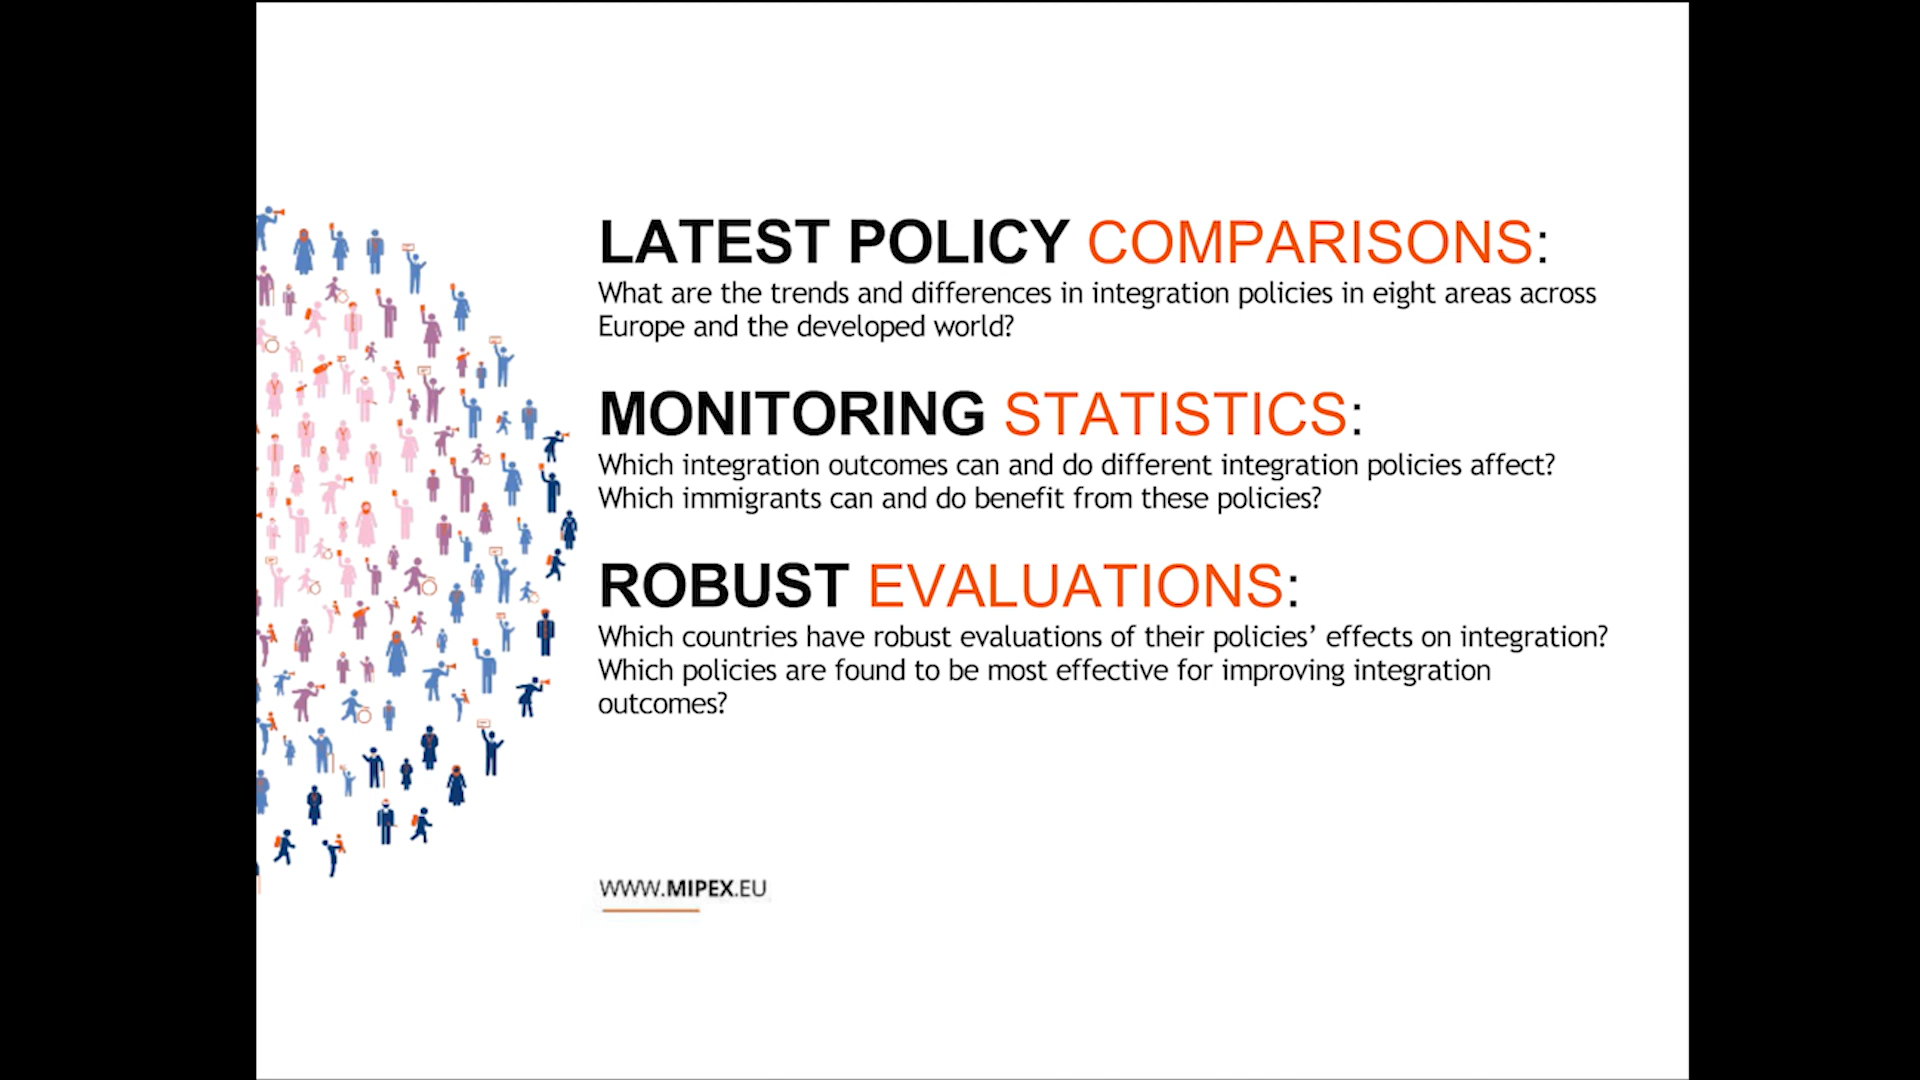 LATEST POLICY COMPARISONS:
What are the trends and differences in integration policies in eight areas across
Europe and the developed world?
MONITORING STATISTICS:
Which integration outcomes can and do different integration policies affect?
Which immigrants can and do benefit from these policies?
ROBUST EVALUATIONS:
Which countries have robust evaluations of their policies’ effects on integration?
Which policies are found to be most effective for improving integration
outcomes?
WWW.MIPEX.EU